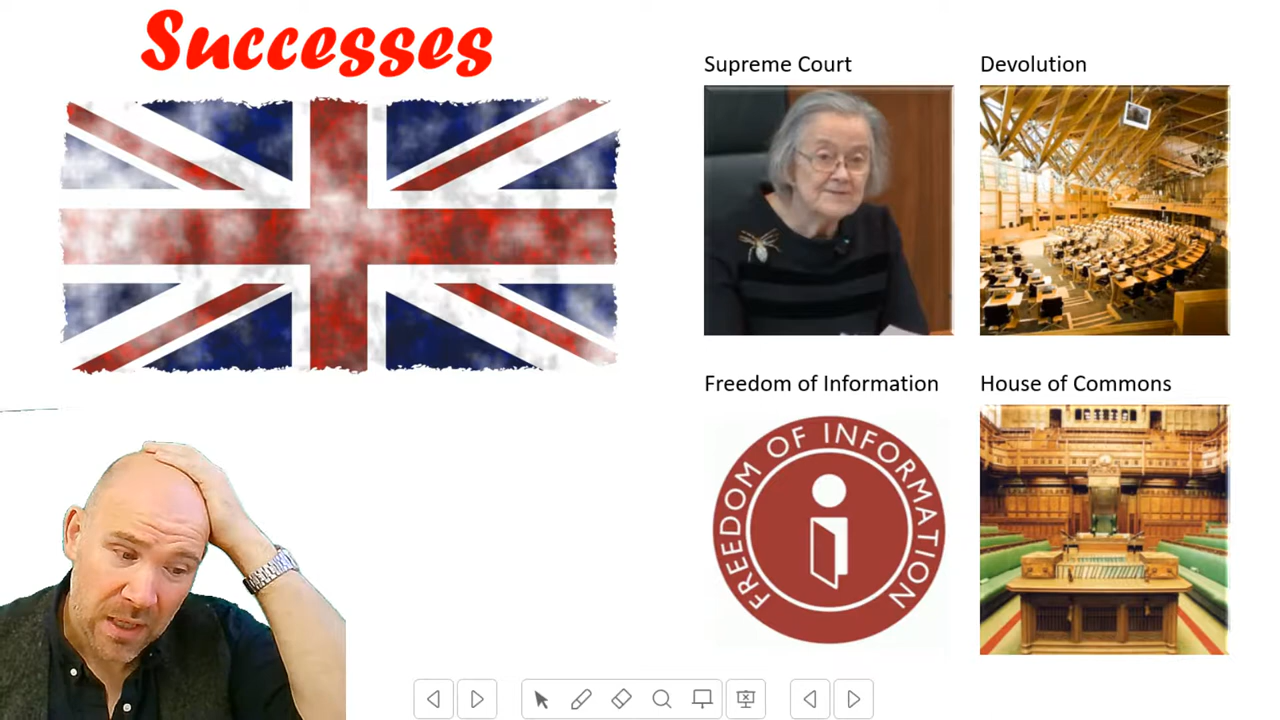 Successes
Supreme Court
Devolution
Freedom of Information
House of Commons
FREEDOM OF INFORMATION